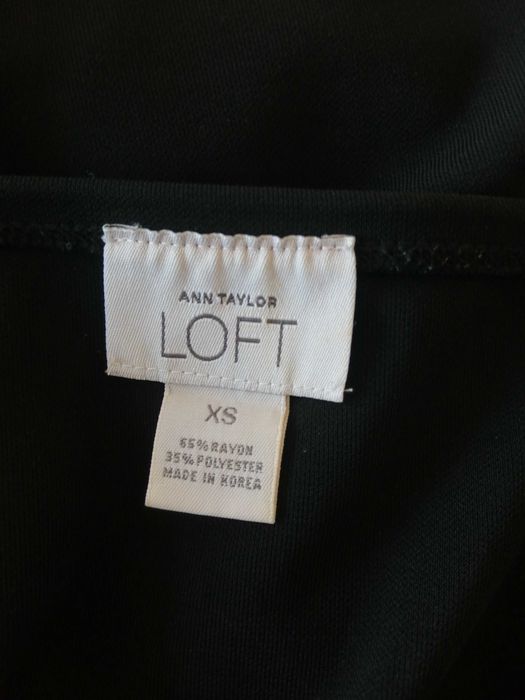 ANN TAYLOR
LOFT
XS
65% RAYON
35% POLYESTER
MADE IN KOREA